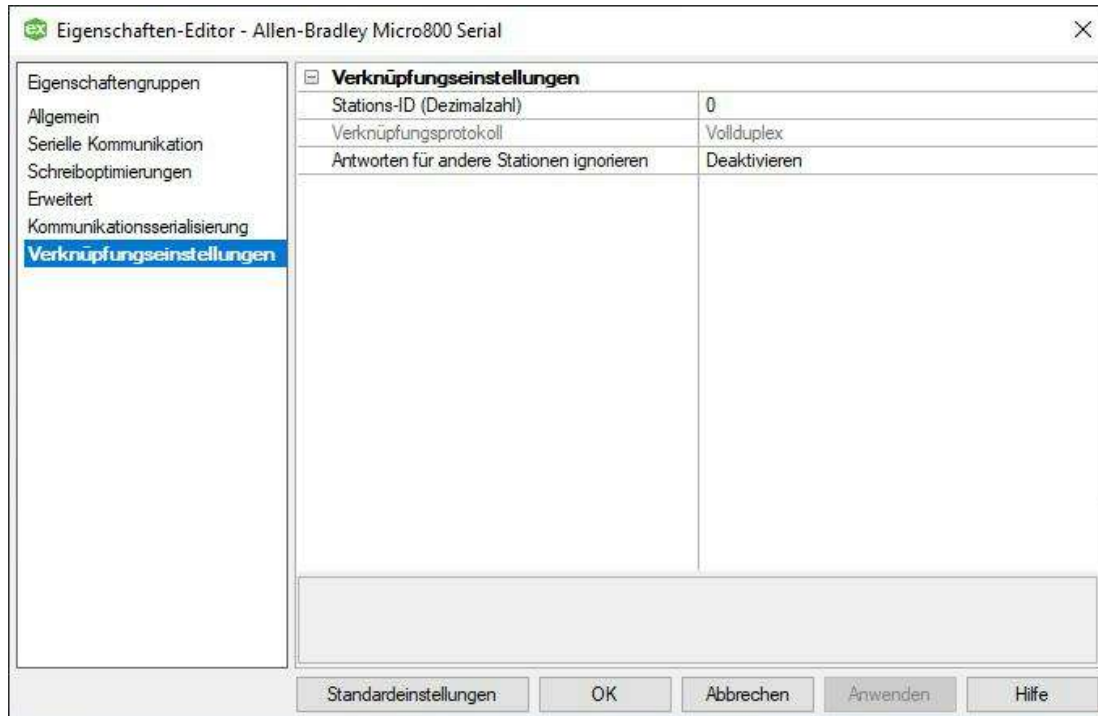 Eigenschaften-Editor - Allen-Bradley Micro800 Serial
Eigenschaftengruppen
Allgemein
Serielle Kommunikation
Schreiboptimierungen
Erweitert
Kommunikationsserialisierung
Verknüpfungseinstellungen
Verknüpfungseinstellungen
Stations-ID (Dezimalzahl) 0
Verknüpfungsprotokoll Vollduplex
Antworten für andere Stationen ignorieren Deaktivieren
Standardeinstellungen OK Abbrechen Anwenden Hilfe